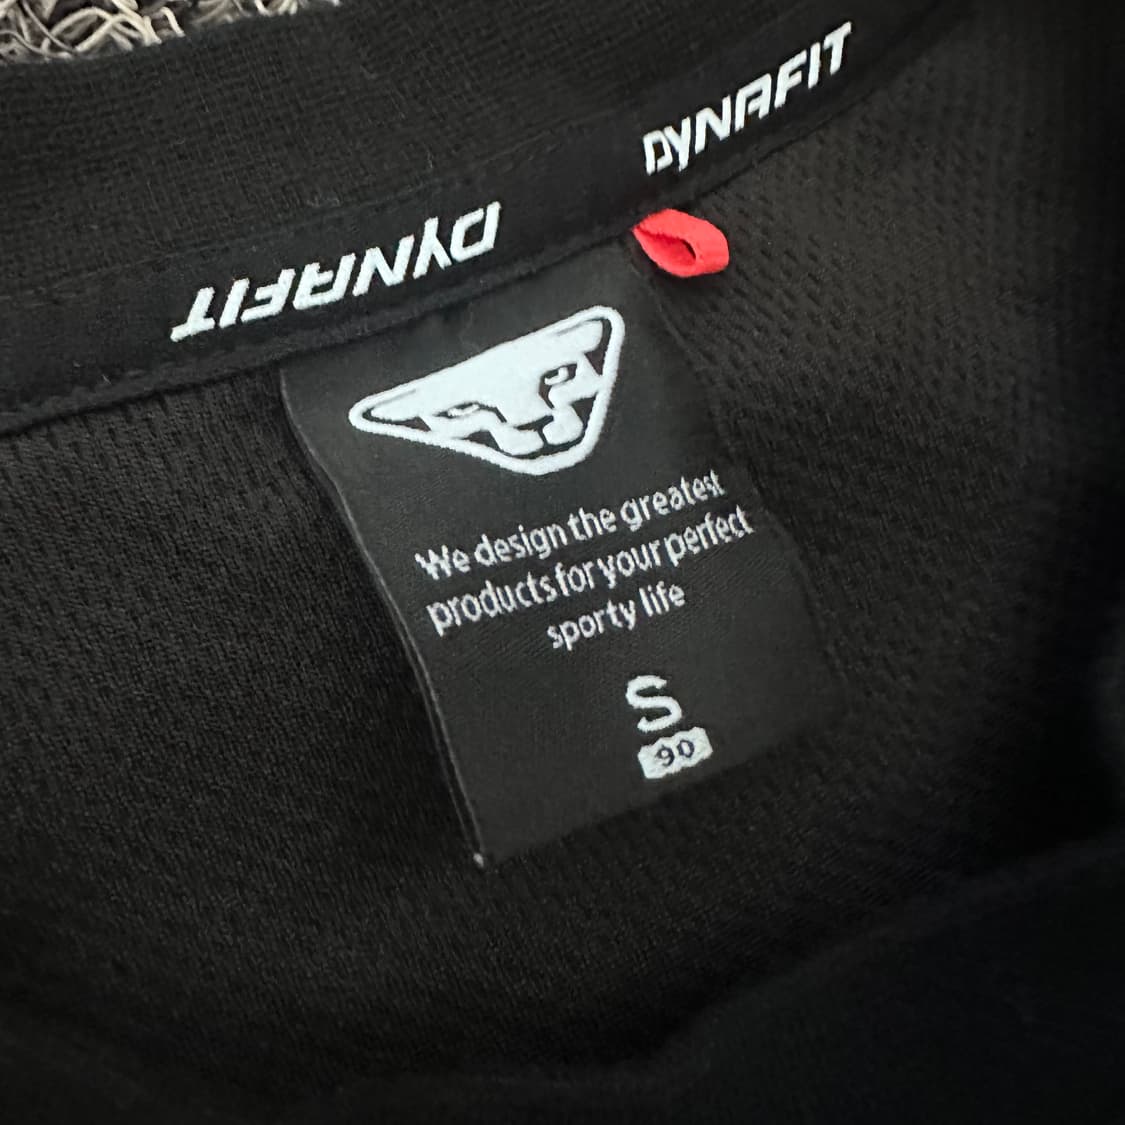 DYNAFIT
DYNAFIT
We design the greatest
products for your perfect
sporty life
S
90